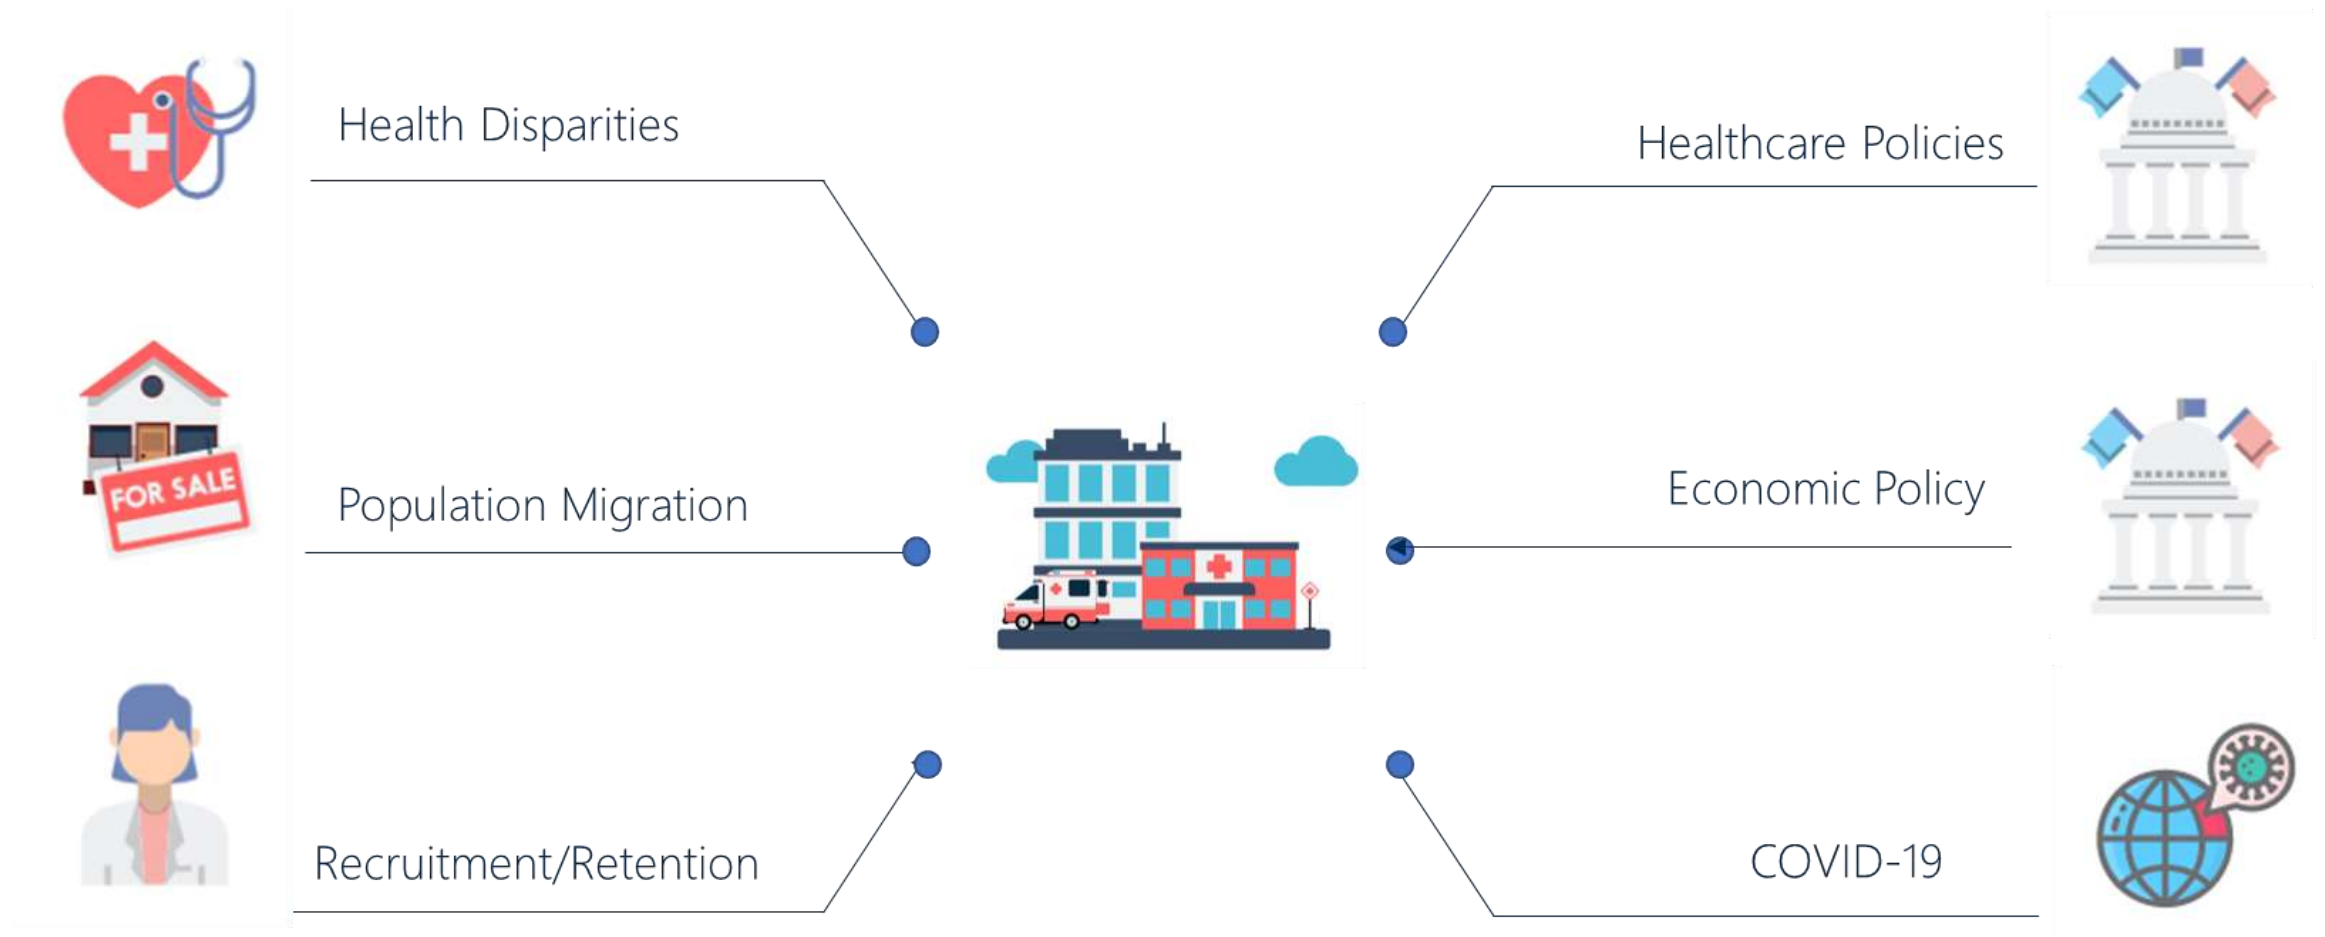 Health Disparities
Healthcare Policies
FOR SALE
Population Migration
Economic Policy
Recruitment/Retention
COVID-19